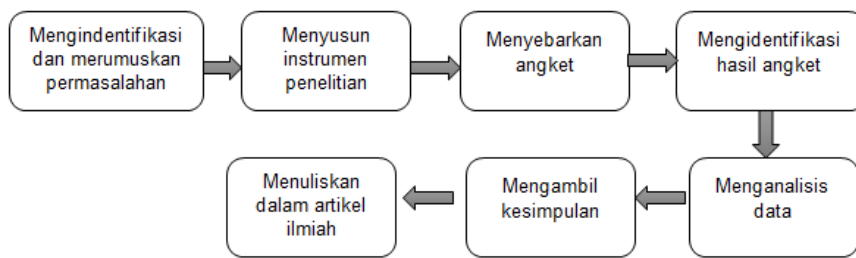 Mengindentifikasi
dan merumuskan
permasalahan
Menyusun
instrumen
penelitian
Menyebarkan
angket
Mengidentifikasi
hasil angket
Menganalisis
data
Mengambil
kesimpulan
Menuliskan
dalam artikel
ilmiah